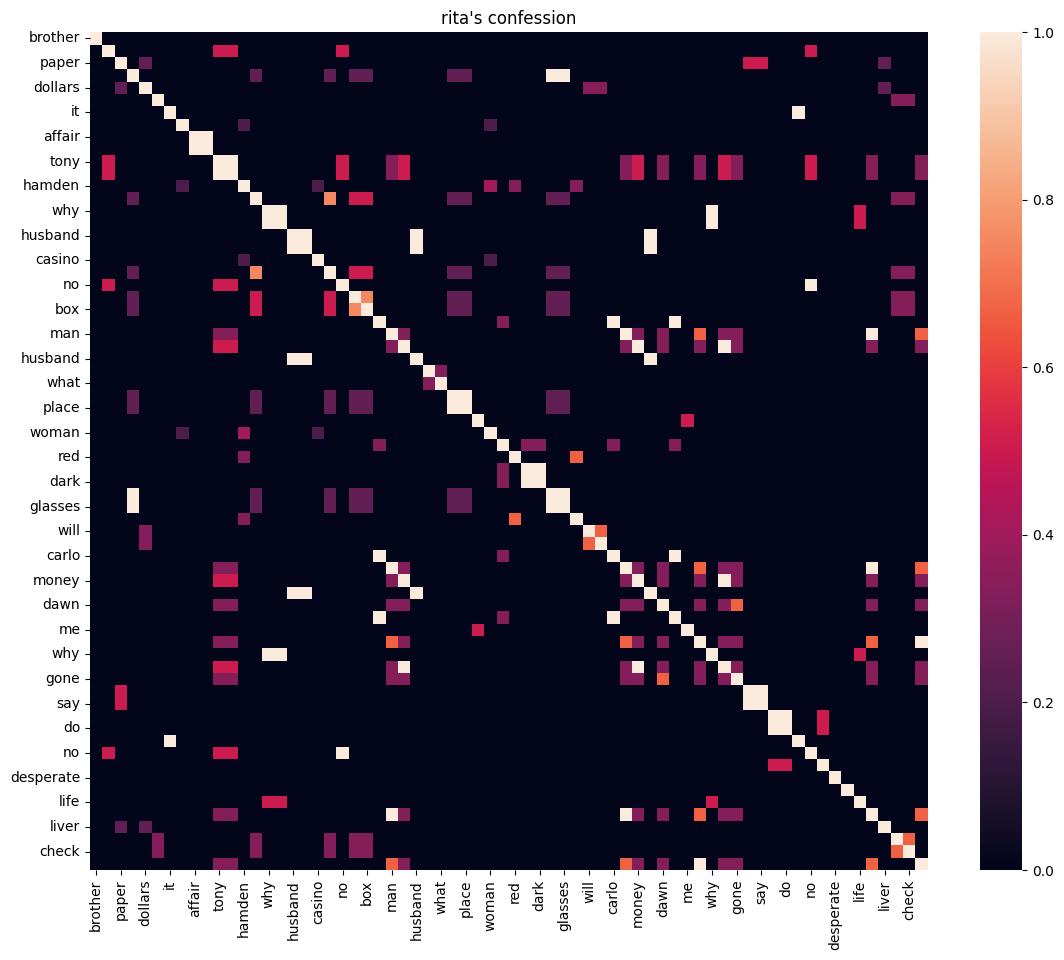 rita's confession
brother
paper
dollars
it
affair
tony
hamden
why
husband
casino
no
box
man
husband
what
place
woman
red
dark
glasses
will
carlo
money
dawn
me
why
gone
say
do
no
desperate
life
liver
check
brother
paper
dollars
it
affair
tony
hamden
why
husband
casino
no
box
man
husband
what
place
woman
red
dark
glasses
will
carlo
money
dawn
me
why
gone
say
do
no
desperate
life
liver
check
1.0
0.8
0.6
0.4
0.2
0.0